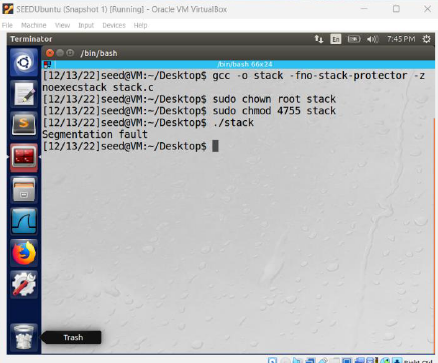 SEEDUbuntu (Snapshot 1) [Running] - Oracle VM VirtualBox
File Machine View Input Devices Help
Terminator
En
7:45 PM
/bin/bash
/bin/bash 66x24
[12/13/22]seed@VM:~/Desktop$ gcc -o stack -fno-stack-protector -z
noexecstack stack.c
[12/13/22]seed@VM:~/Desktop$ sudo chown root stack
[12/13/22]seed@VM:~/Desktop$ sudo chmod 4755 stack
[12/13/22]seed@VM:~/Desktop$ ./stack
Segmentation fault
[12/13/22]seed@VM:~/Desktop$
Trash
Right Ctrl